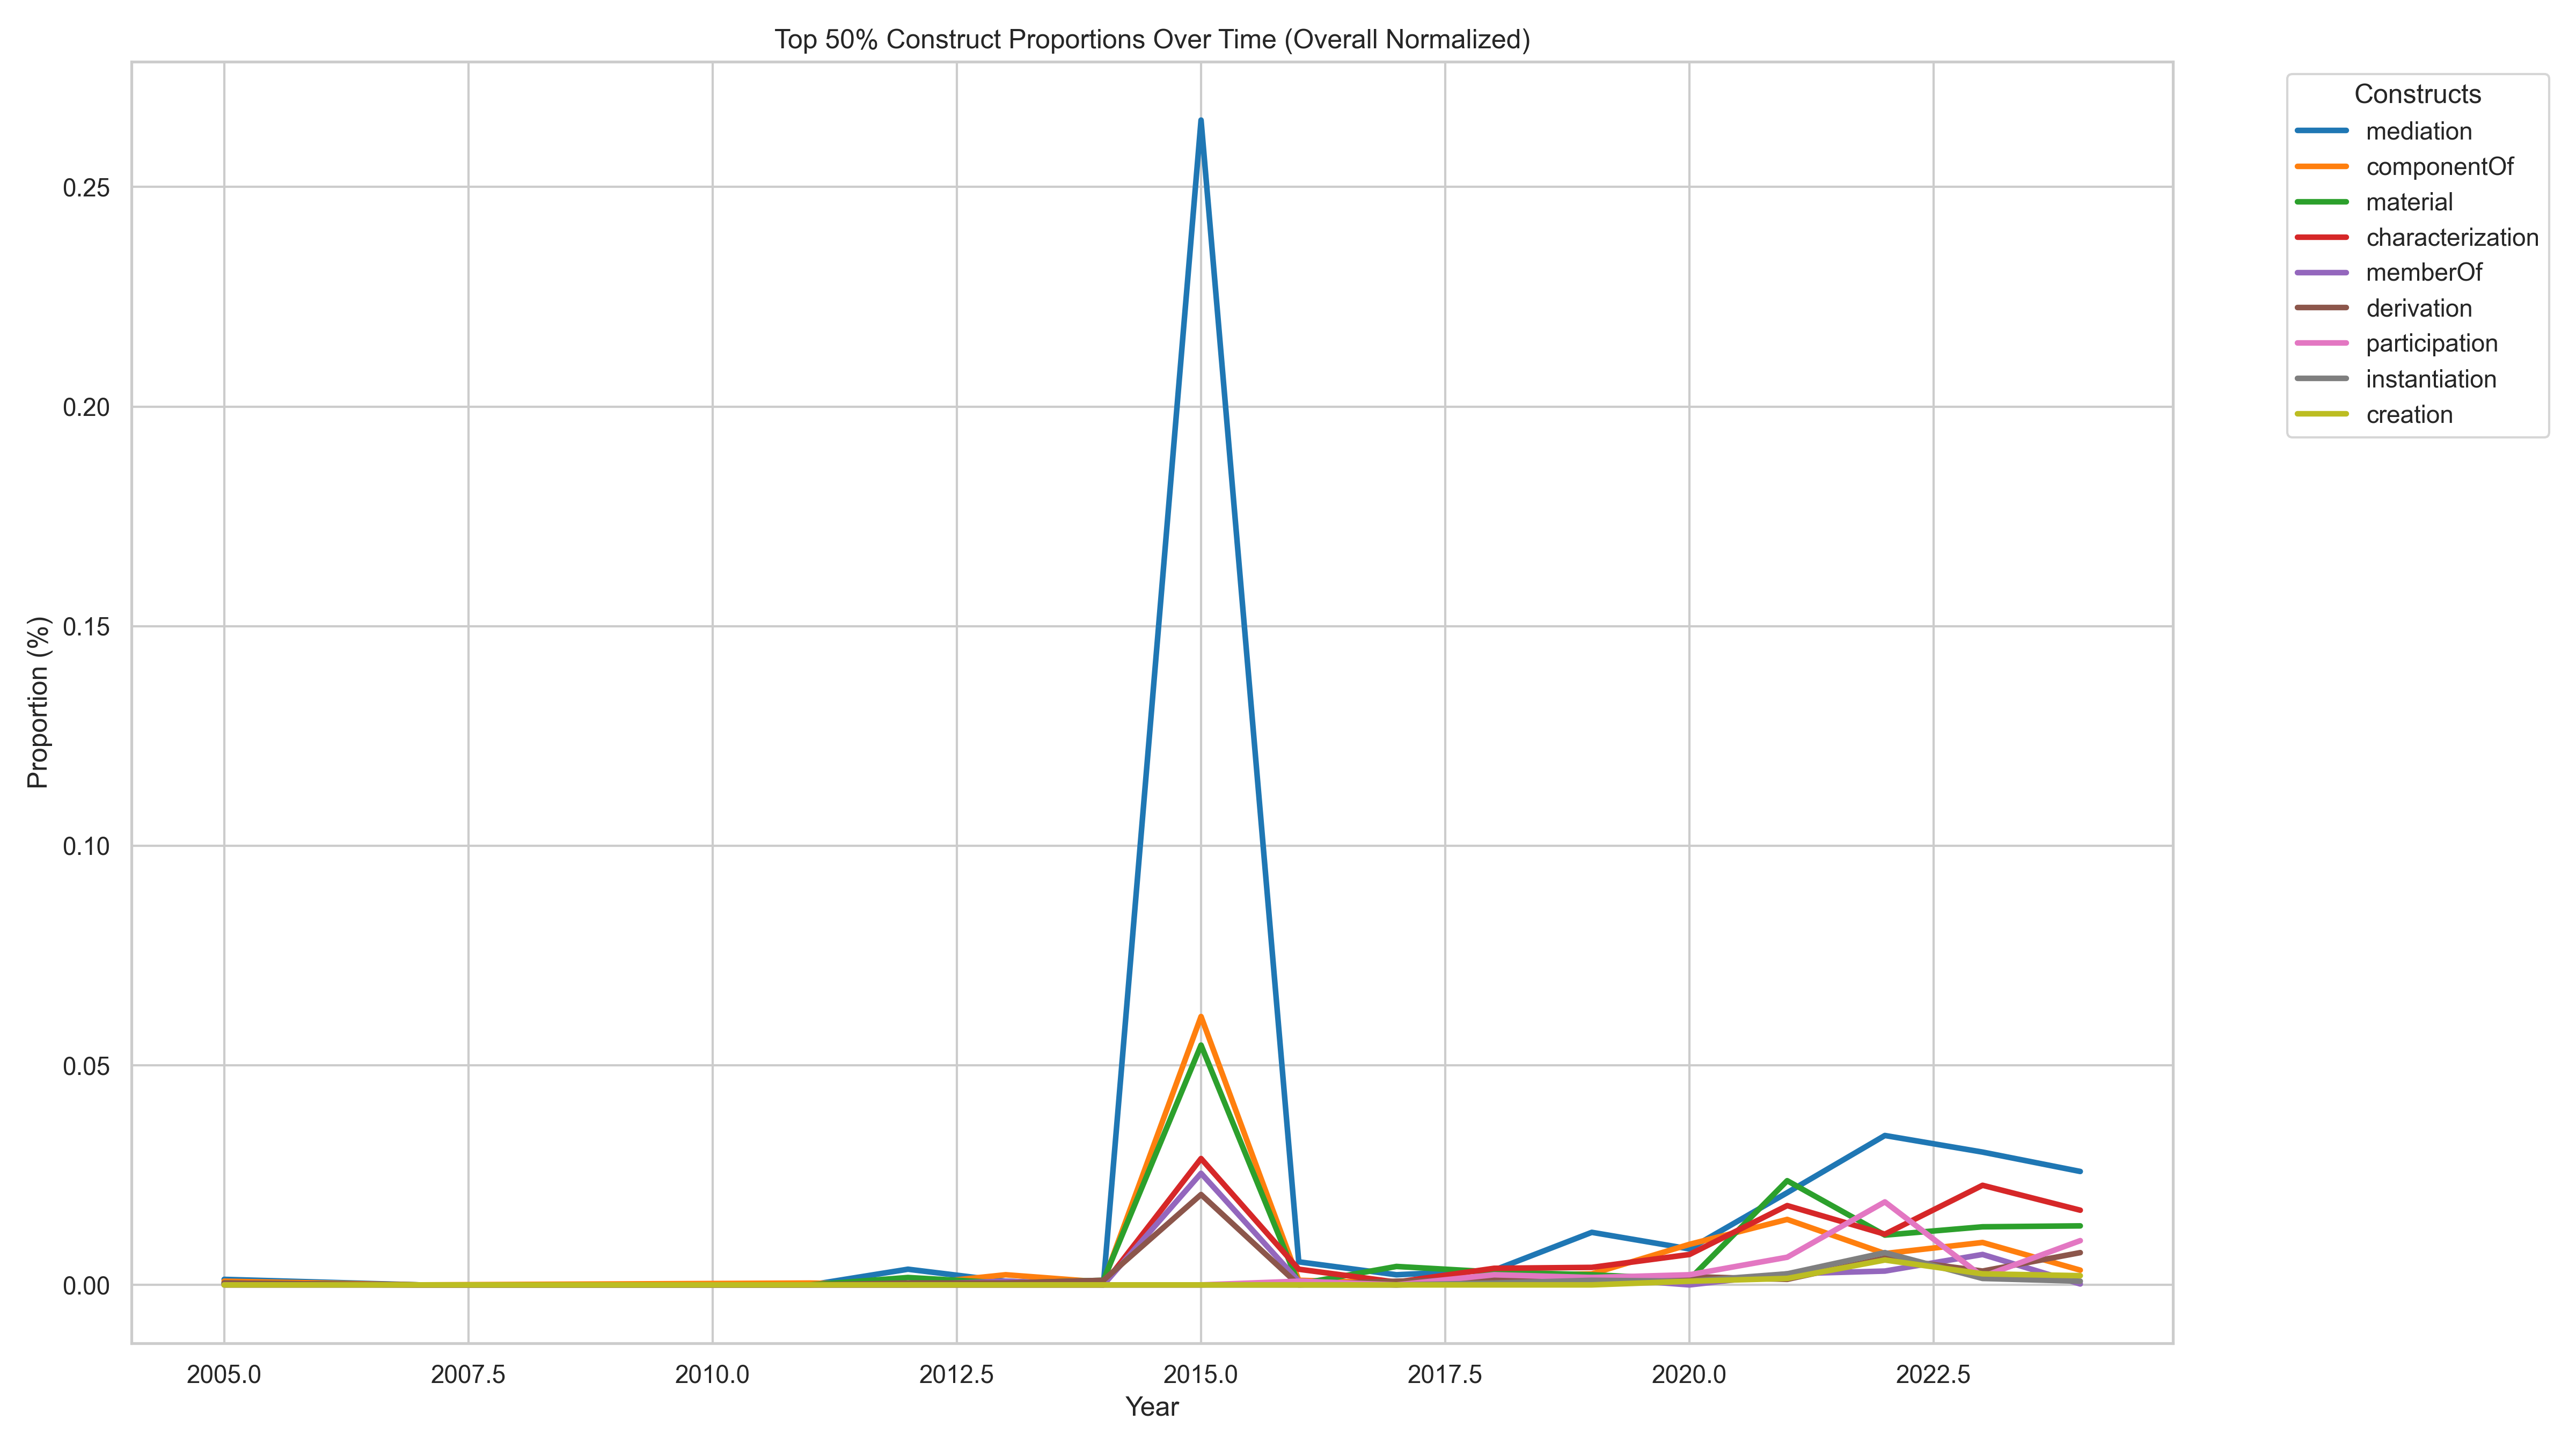 Top 50% Construct Proportions Over Time (Overall Normalized)
Constructs
mediation
componentOf
material
characterization
memberOf
derivation
participation
instantiation
creation
Proportion (%)
0.25
0.20
0.15
0.10
0.05
0.00
2005.0 2007.5 2010.0 2012.5 2015.0 2017.5 2020.0 2022.5
Year